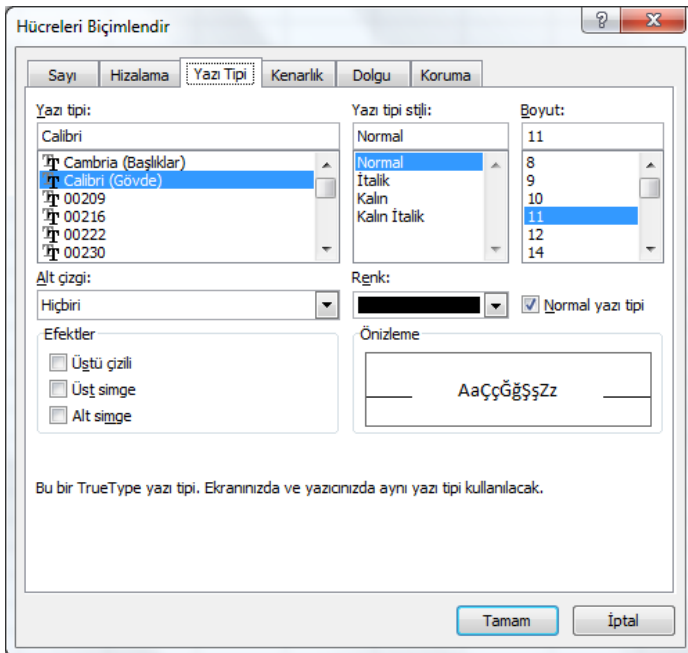 Hücreleri Biçimlendir
Sayı Hizalama Yazı Tipi Kenarlık Dolgu Koruma
Yazı tipi: Yazı tipi stili: Boyut:
Calibri Normal 11
Cambria (Başlıklar) Normal 8
Calibri (Gövde) İtalik 9
00209 Kalın 10
00216 Kalın İtalik 11
00222 12
00230 14
Alt çizgi: Renk:
Hiçbiri Normal yazı tipi
Efektler Önizleme
Üstü çizili
Üst simge AaÇçĞğŞşZz
Alt simge
Bu bir TrueType yazı tipi. Ekranınızda ve yazıcınızda aynı yazı tipi kullanılacak.
Tamam İptal